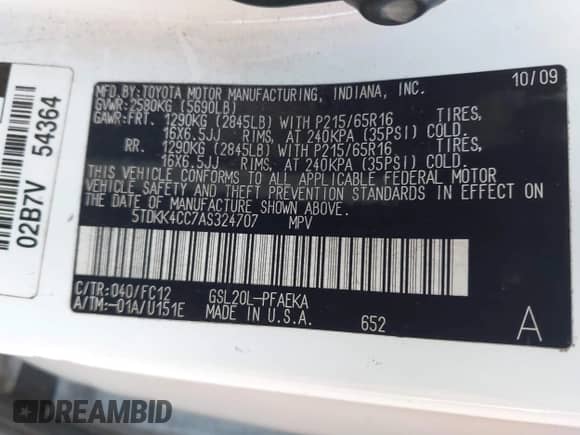 MFD. BY: TOYOTA MOTOR MANUFACTURING, INDIANA, INC. 10/09
GVWR: 2580KG (5690LB)
GAWR: FRT. 1290KG (2845LB) WITH P215/65R16 TIRES,
16X6.5JJ RIMS, AT 240KPA (35PSI) COLD.
RR. 1290KG (2845LB) WITH P215/65R16 TIRES,
16X6.5JJ RIMS, AT 240KPA (35PSI) COLD.
THIS VEHICLE CONFORMS TO ALL APPLICABLE FEDERAL MOTOR
VEHICLE SAFETY AND THEFT PREVENTION STANDARDS IN EFFECT ON
THE DATE OF MANUFACTURE SHOWN ABOVE.
5TDKK4CC7AS324707 MPV
C/TR: 040/FC12 GSL20L-PFAEKA
A/TM: -01A/U151E MADE IN U.S.A. 652 A
02B7V 54364
DREAMBID